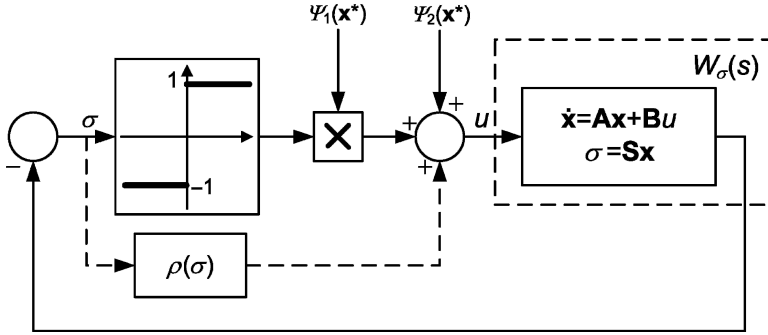 Ψ₁(x*)
Ψ₂(x*)
Wσ(s)
σ
1
−1
+
+
+
u
ẋ=Ax+Bu
σ=Sx
−
ρ(σ)